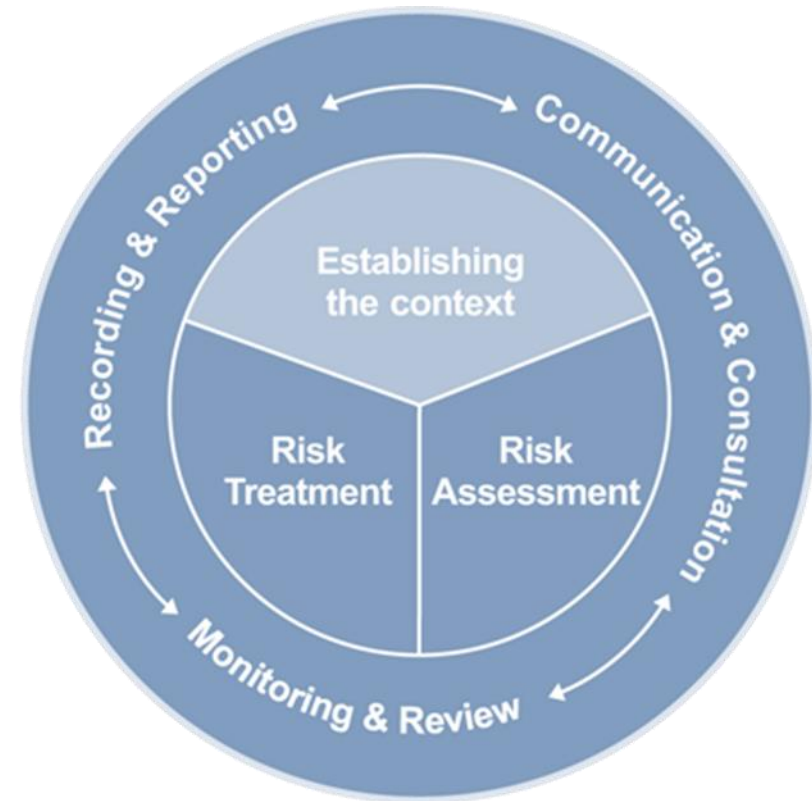 Recording & Reporting
Communication & Consultation
Establishing
the context
Risk
Treatment
Risk
Assessment
Monitoring & Review